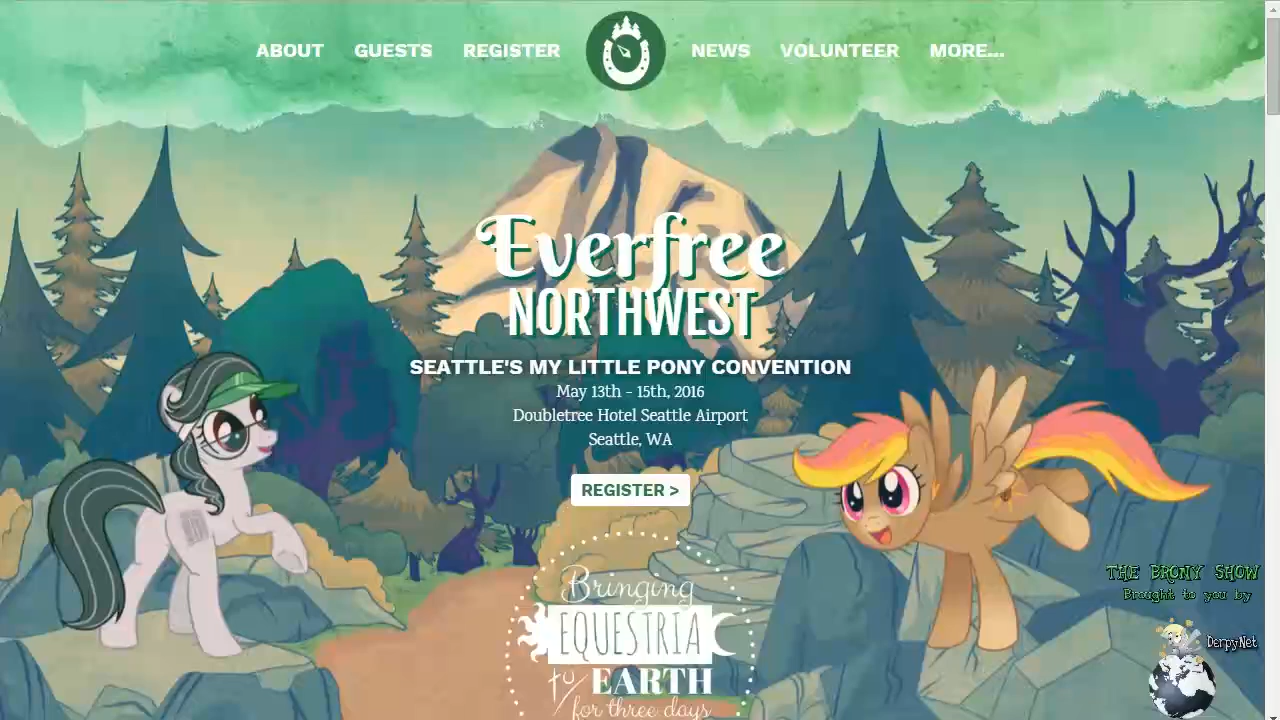 ABOUT GUESTS REGISTER NEWS VOLUNTEER MORE...
Everfree
NORTHWEST
SEATTLE'S MY LITTLE PONY CONVENTION
May 13th - 15th, 2016
Doubletree Hotel Seattle Airport
Seattle, WA
REGISTER >
Bringing
EQUESTRIA
to EARTH
for three days
THE BRONY SHOW
Brought to you by
DerpyNet